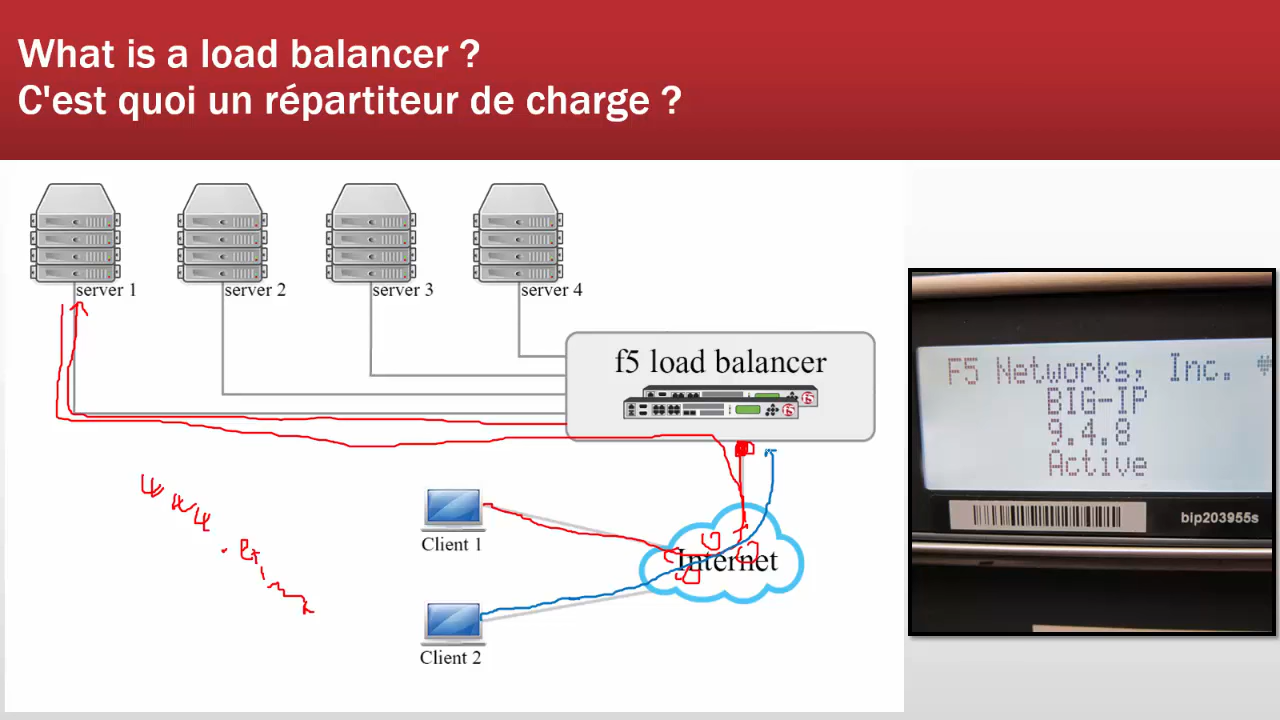 What is a load balancer ?
C'est quoi un répartiteur de charge ?
server 1
server 2
server 3
server 4
f5 load balancer
Client 1
Internet
Client 2
F5 Networks, Inc.
BIG-IP
9.4.8
Active
bip203955s